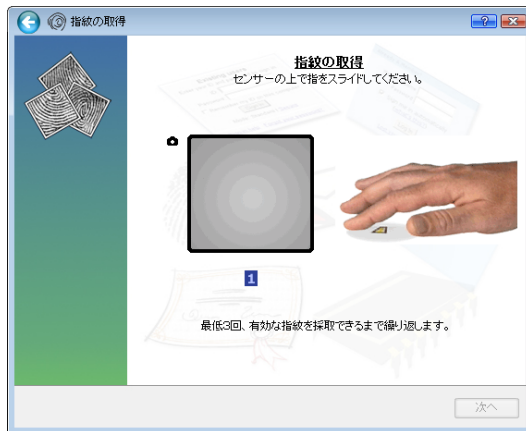 指紋の取得
指紋の取得
センサーの上で指をスライドしてください。
1
最低3回、有効な指紋を採取できるまで繰り返します。
次へ